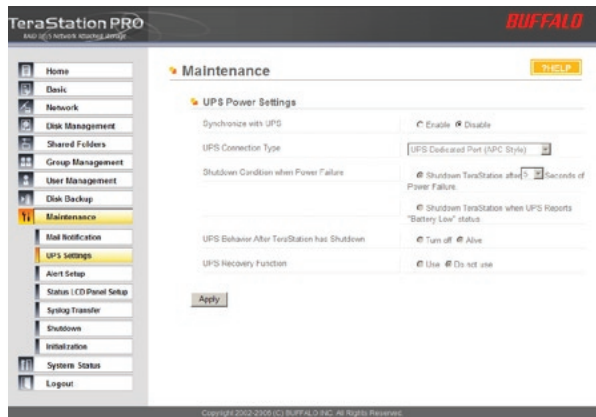 TeraStation PRO
BUFFALO
Home
Basic
Network
Disk Management
Shared Folders
Group Management
User Management
Disk Backup
Maintenance
Mail Notification
UPS Settings
Alert Setup
Status LCD Panel Setup
Syslog Transfer
Shutdown
Initialization
System Status
Logout
Maintenance
?HELP
UPS Power Settings
Synchronize with UPS
Enable Disable
UPS Connection Type
UPS Dedicated Port (APC Style)
Shutdown Condition when Power Failure
Shutdown TeraStation after 5 Seconds of
Power Failure.
Shutdown TeraStation when UPS Reports
"Battery Low" status
UPS Behavior After TeraStation has Shutdown
Turn off Alive
UPS Recovery Function
Use Do not use
Apply
Copyright 2002-2006 (C) BUFFALO INC. All Rights Reserved.